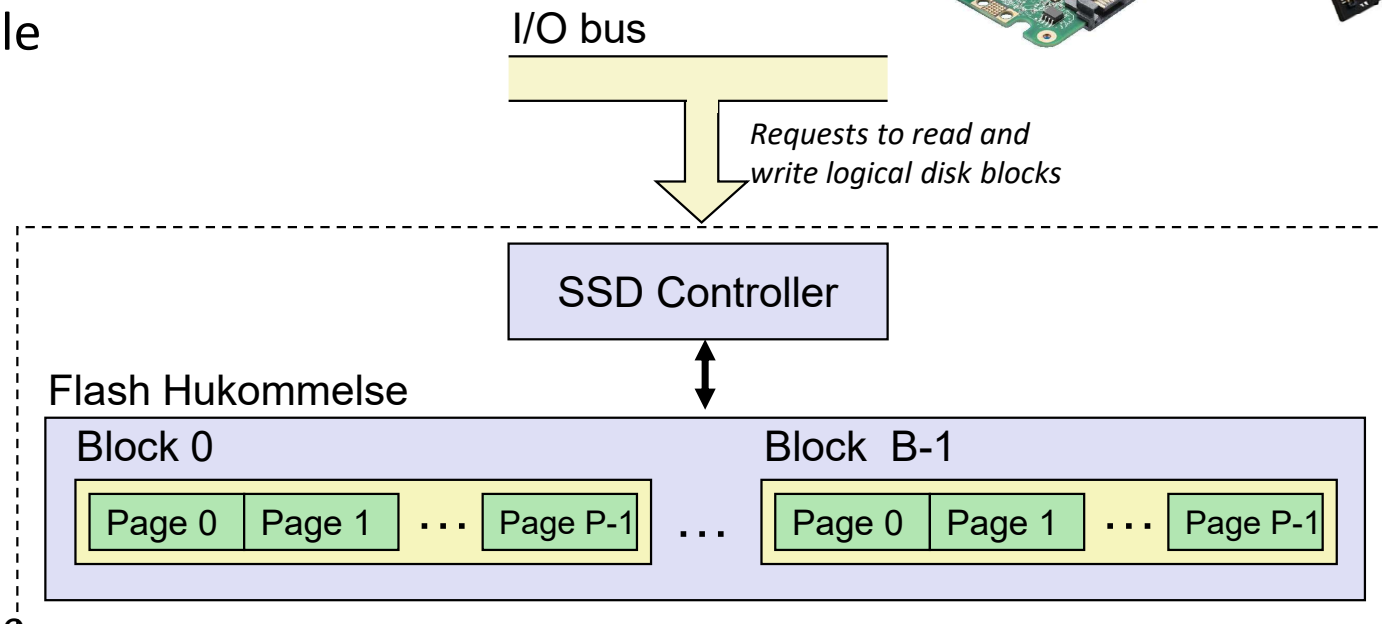 le
I/O bus
Requests to read and
write logical disk blocks
SSD Controller
Flash Hukommelse
Block 0
Block B-1
Page 0 Page 1 ... Page P-1 ... Page 0 Page 1 ... Page P-1